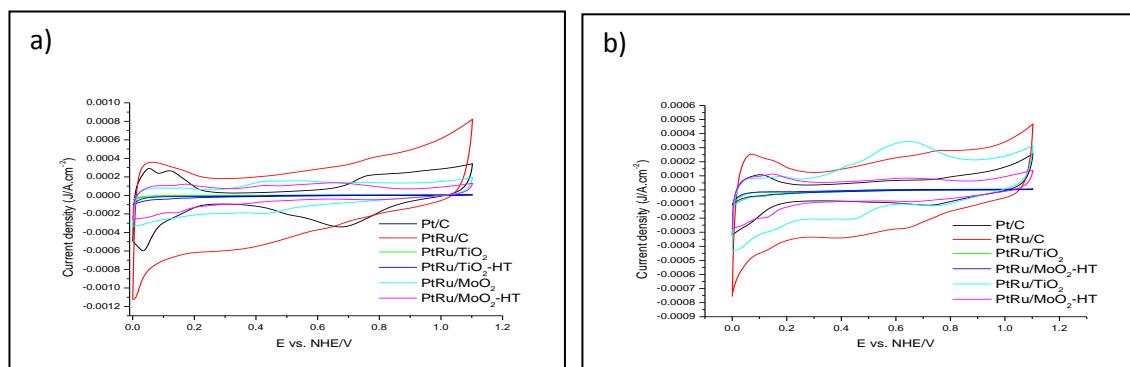 a)
0.0010
0.0008
0.0006
0.0004
0.0002
0.0000
-0.0002
-0.0004
-0.0006
-0.0008
-0.0010
-0.0012
Current density (J/A.cm⁻²)
0.0 0.2 0.4 0.6 0.8 1.0 1.2
E vs. NHE/V
Pt/C
PtRu/C
PtRu/TiO₂
PtRu/TiO₂-HT
PtRu/MoO₂
PtRu/MoO₂-HT
b)
0.0006
0.0005
0.0004
0.0003
0.0002
0.0001
0.0000
-0.0001
-0.0002
-0.0003
-0.0004
-0.0005
-0.0006
-0.0007
-0.0008
-0.0009
Current density (J/A.cm⁻²)
0.0 0.2 0.4 0.6 0.8 1.0 1.2
E vs. NHE/V
Pt/C
PtRu/C
PtRu/TiO₂
PtRu/MoO₂-HT
PtRu/TiO₂
PtRu/MoO₂-HT